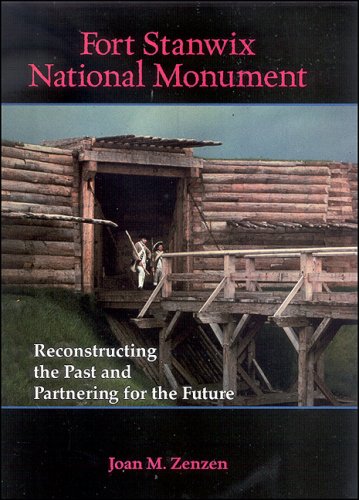 Fort Stanwix
National Monument
Reconstructing
the Past and
Partnering for the Future
Joan M. Zenzen